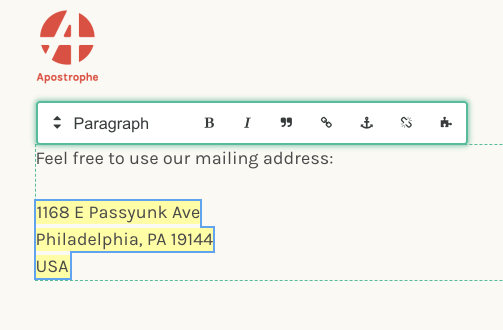 Apostrophe
Paragraph B I
Feel free to use our mailing address:
1168 E Passyunk Ave
Philadelphia, PA 19144
USA